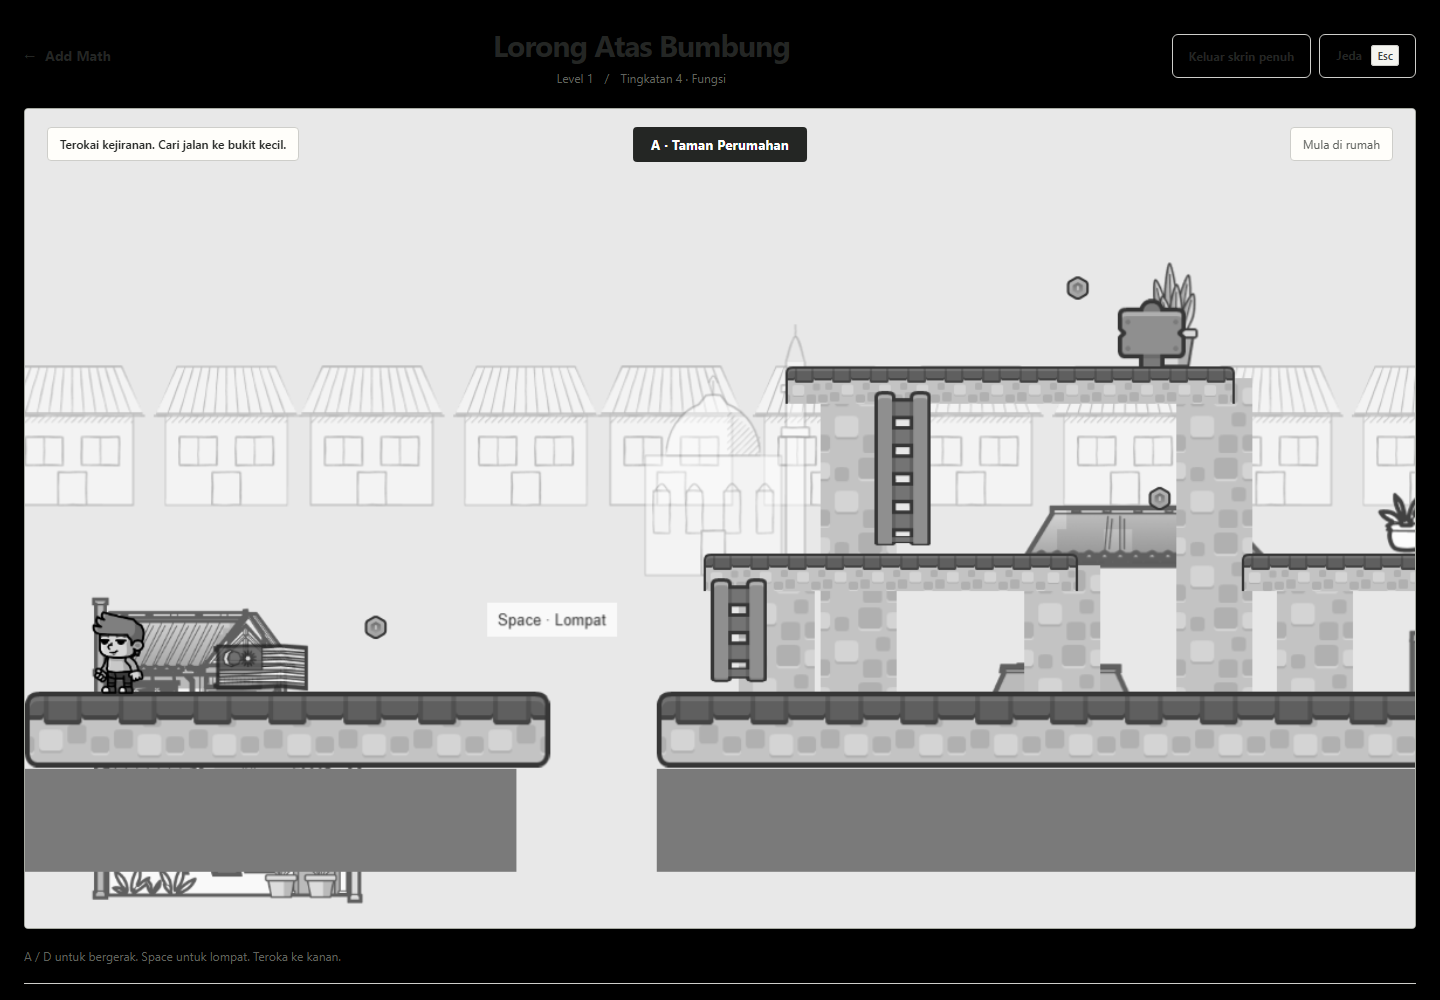 ← Add Math
Lorong Atas Bumbung
Level 1 / Tingkatan 4 · Fungsi
Keluar skrin penuh
Jeda Esc
Terokai kejiranan. Cari jalan ke bukit kecil.
A · Taman Perumahan
Mula di rumah
Space · Lompat
A / D untuk bergerak. Space untuk lompat. Teroka ke kanan.